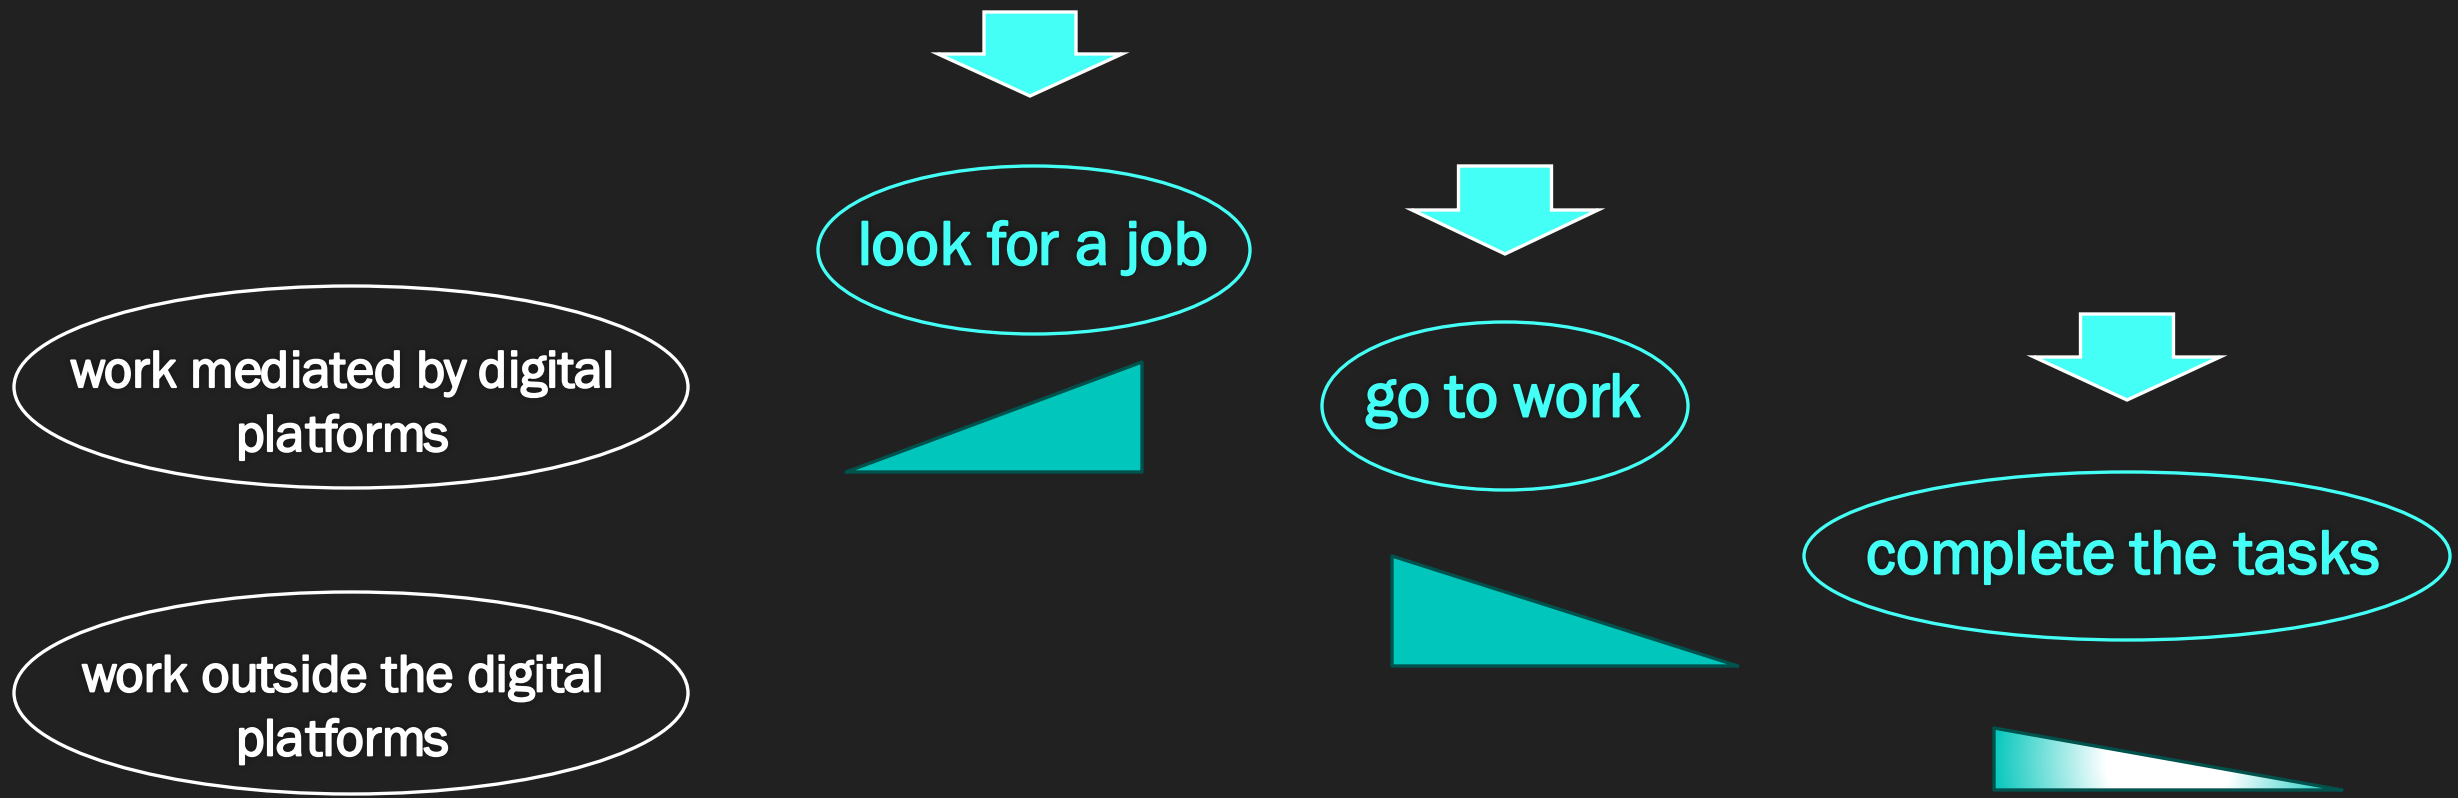 look for a job
go to work
work mediated by digital
platforms
complete the tasks
work outside the digital
platforms